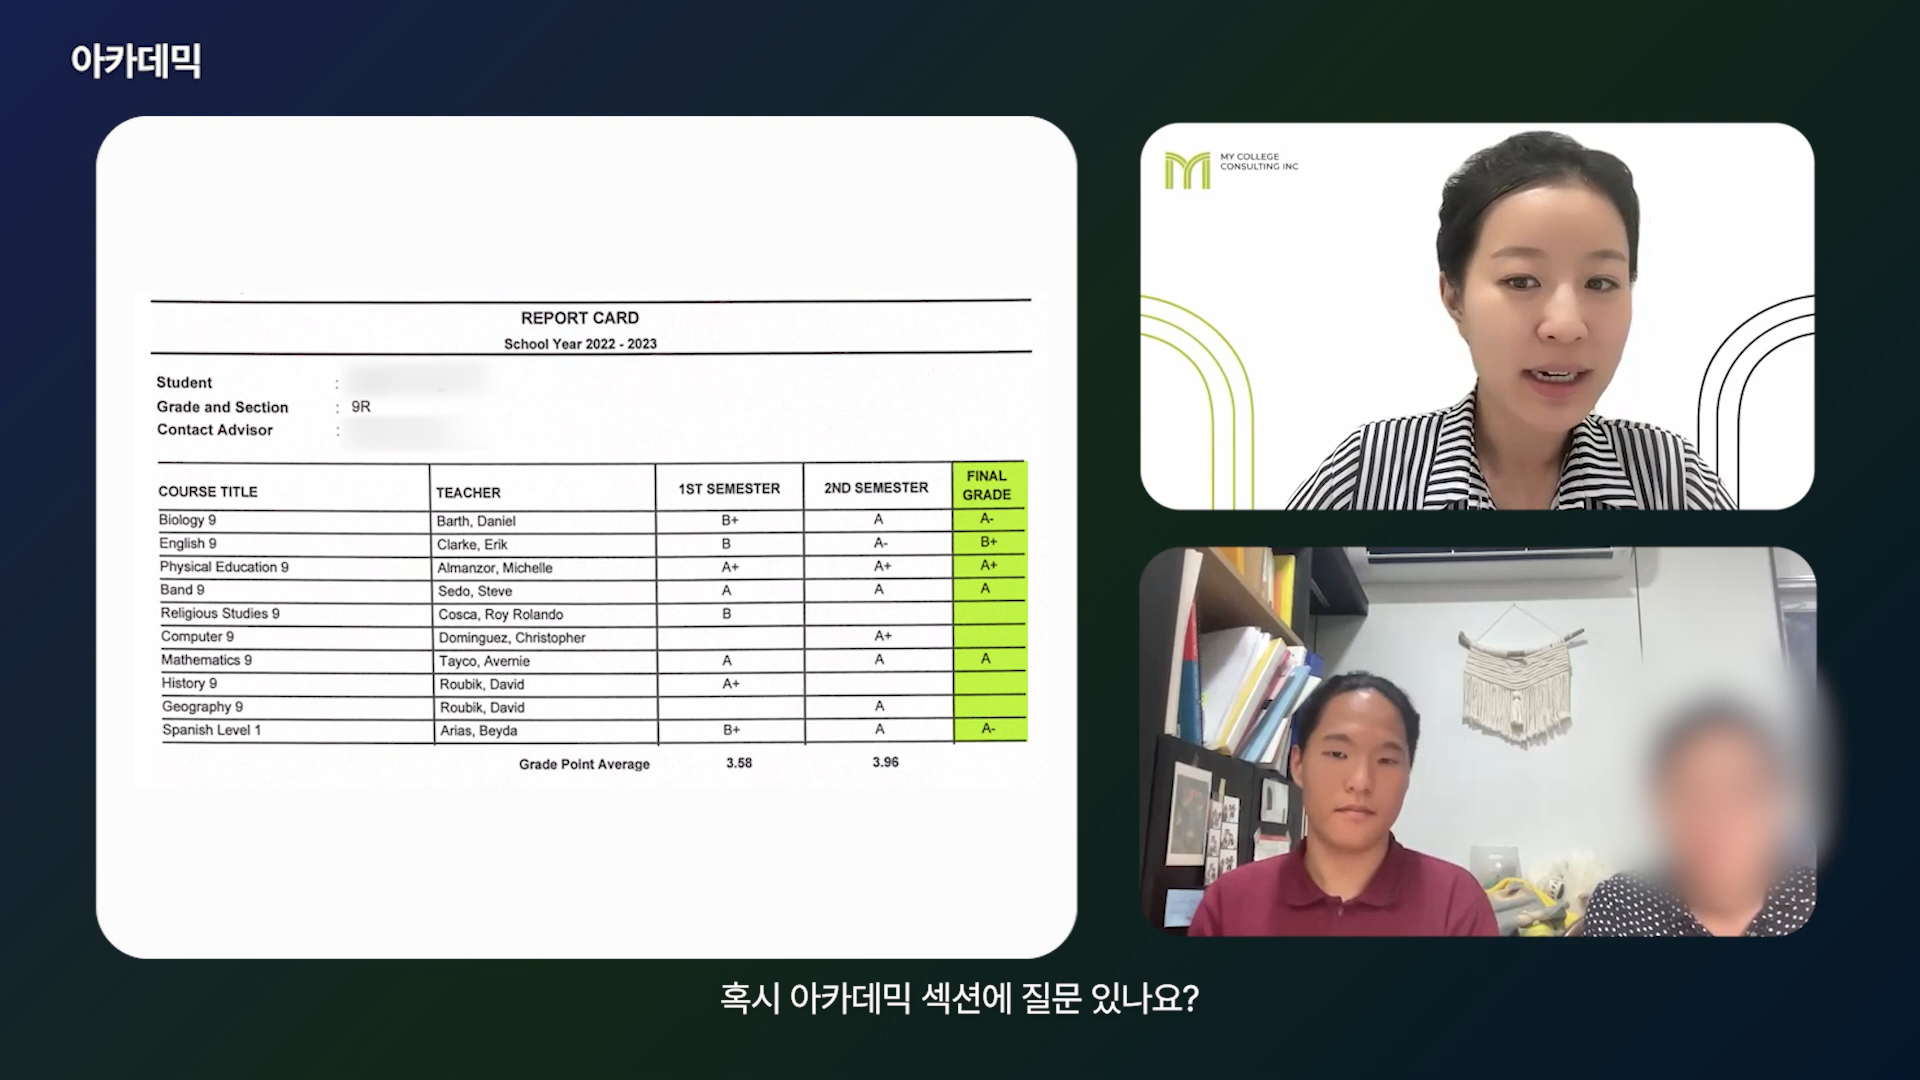 아카데믹
REPORT CARD
School Year 2022 - 2023
Student :
Grade and Section : 9R
Contact Advisor :
COURSE TITLE TEACHER 1ST SEMESTER 2ND SEMESTER FINAL GRADE
Biology 9 Barth, Daniel B+ A A-
English 9 Clarke, Erik B A- B+
Physical Education 9 Almanzor, Michelle A+ A+ A+
Band 9 Sedo, Steve A A A
Religious Studies 9 Cosca, Roy Rolando B
Computer 9 Dominguez, Christopher A+
Mathematics 9 Tayco, Avernie A A A
History 9 Roubik, David A+
Geography 9 Roubik, David A
Spanish Level 1 Arias, Beyda B+ A A-
Grade Point Average 3.58 3.96
MY COLLEGE
CONSULTING INC
혹시 아카데믹 섹션에 질문 있나요?